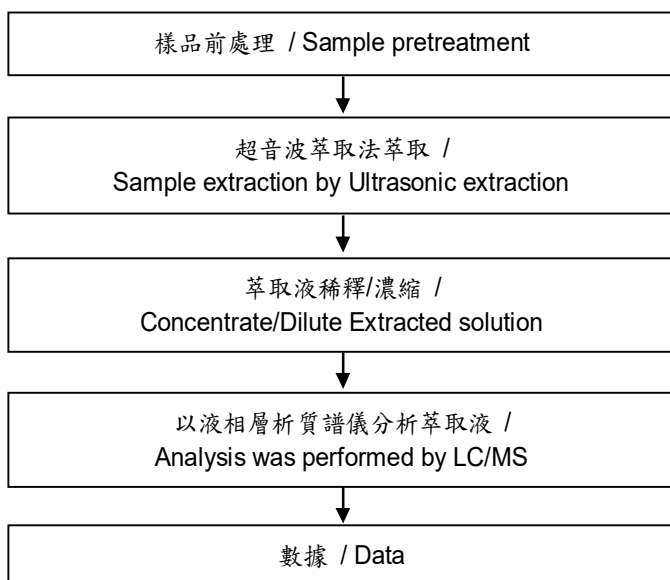 樣品前處理 / Sample pretreatment
超音波萃取法萃取 /
Sample extraction by Ultrasonic extraction
萃取液稀釋/濃縮 /
Concentrate/Dilute Extracted solution
以液相層析質譜儀分析萃取液 /
Analysis was performed by LC/MS
數據 / Data